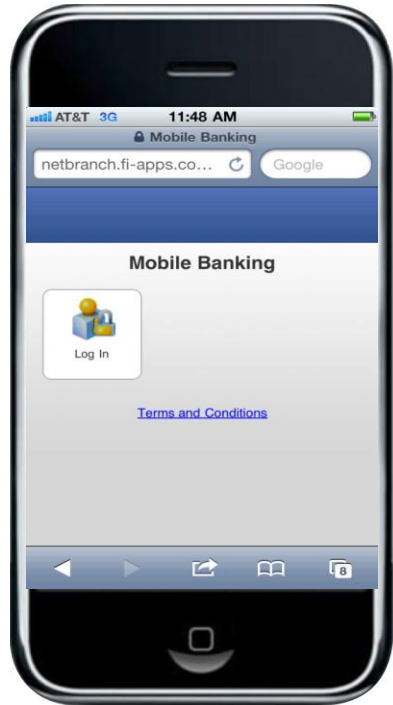 AT&T 3G 11:48 AM
Mobile Banking
netbranch.fi-apps.co... Google
Mobile Banking
Log In
Terms and Conditions
8